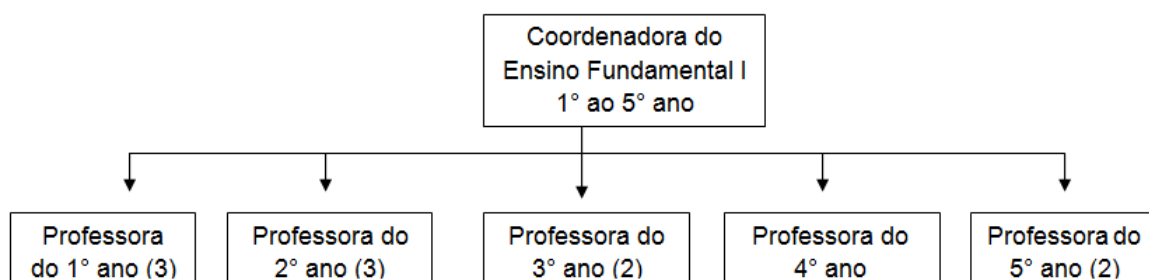 Coordenadora do
Ensino Fundamental I
1° ao 5° ano
Professora
do 1° ano (3)
Professora do
2° ano (3)
Professora do
3° ano (2)
Professora do
4° ano
Professora do
5° ano (2)